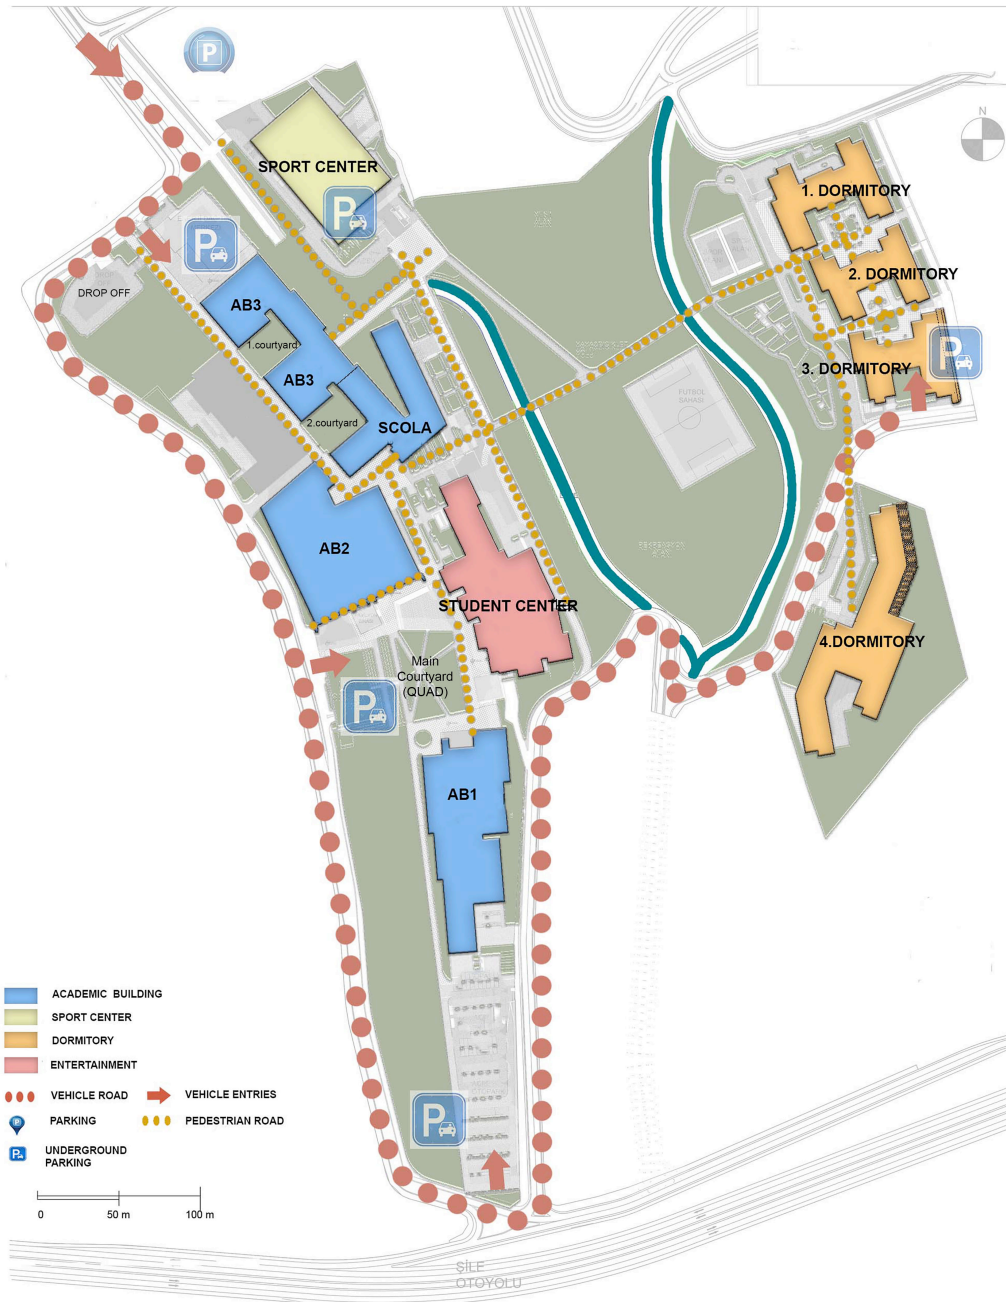 P
N
SPORT CENTER
P
1. DORMITORY
P
DROP OFF
2. DORMITORY
AB3
1.courtyard
P
3. DORMITORY
AB3
FUTBOL
SAHASI
2.courtyard
SCOLA
AB2
STUDENT CENTER
4.DORMITORY
Main
Courtyard
(QUAD)
P
AB1
ACADEMIC BUILDING
SPORT CENTER
DORMITORY
ENTERTAINMENT
VEHICLE ROAD
VEHICLE ENTRIES
P
PARKING
PEDESTRIAN ROAD
P
UNDERGROUND
PARKING
P
0 50 m 100 m
ŞİLE
OTOYOLU